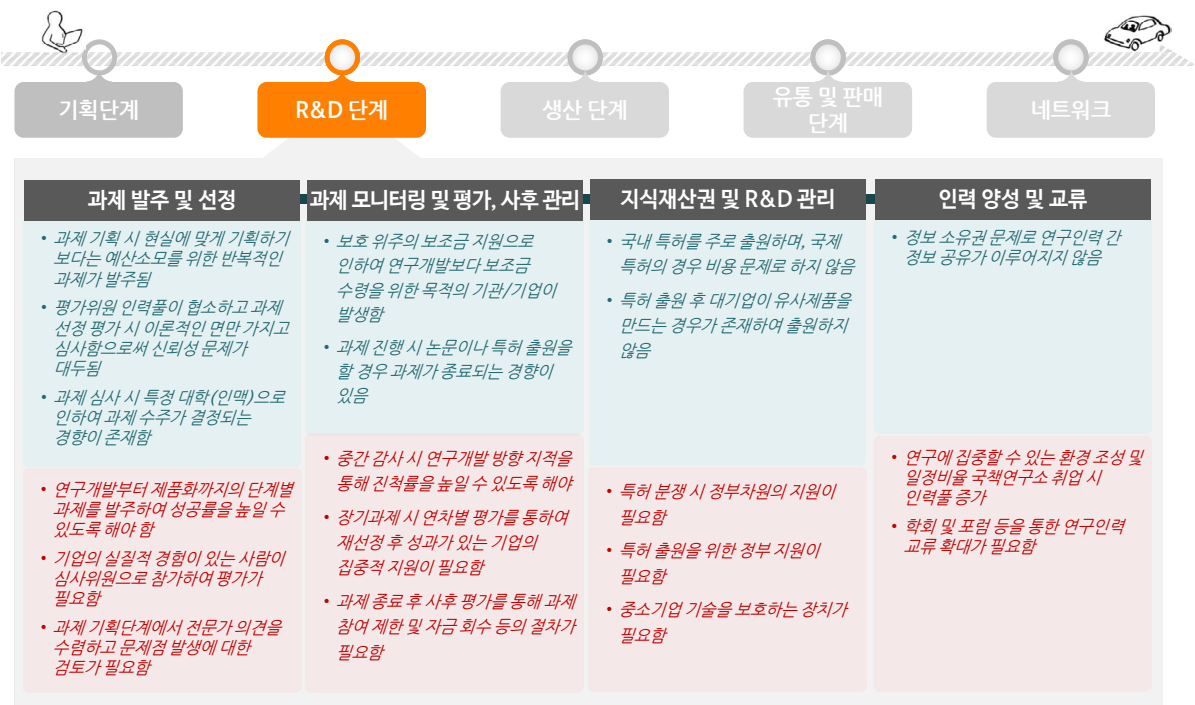 기획단계
R&D 단계
생산 단계
유통 및 판매
단계
네트워크
과제 발주 및 선정
• 과제 기획 시 현실에 맞게 기획하기
보다는 예산소모를 위한 반복적인
과제가 발주됨
• 평가위원 인력풀이 협소하고 과제
선정 평가 시 이론적인 면만 가지고
심사함으로써 신뢰성 문제가
대두됨
• 과제 심사 시 특정 대학(인맥)으로
인하여 과제 수주가 결정되는
경향이 존재함
• 연구개발부터 제품화까지의 단계별
과제를 발주하여 성공률을 높일 수
있도록 해야 함
• 기업의 실질적 경험이 있는 사람이
심사위원으로 참가하여 평가가
필요함
• 과제 기획단계에서 전문가 의견을
수렴하고 문제점 발생에 대한
검토가 필요함
과제 모니터링 및 평가, 사후 관리
• 보호 위주의 보조금 지원으로
인하여 연구개발보다 보조금
수령을 위한 목적의 기관/기업이
발생함
• 과제 진행 시 논문이나 특허 출원을
할 경우 과제가 종료되는 경향이
있음
• 중간 감사 시 연구개발 방향 지적을
통해 진척률을 높일 수 있도록 해야
• 장기과제 시 연차별 평가를 통하여
재선정 후 성과가 있는 기업의
집중적 지원이 필요함
• 과제 종료 후 사후 평가를 통해 과제
참여 제한 및 자금 회수 등의 절차가
필요함
지식재산권 및 R&D 관리
• 국내 특허를 주로 출원하며, 국제
특허의 경우 비용 문제로 하지 않음
• 특허 출원 후 대기업이 유사제품을
만드는 경우가 존재하여 출원하지
않음
• 특허 분쟁 시 정부차원의 지원이
필요함
• 특허 출원을 위한 정부 지원이
필요함
• 중소기업 기술을 보호하는 장치가
필요함
인력 양성 및 교류
• 정보 소유권 문제로 연구인력 간
정보 공유가 이루어지지 않음
• 연구에 집중할 수 있는 환경 조성 및
일정비율 국책연구소 취업 시
인력풀 증가
• 학회 및 포럼 등을 통한 연구인력
교류 확대가 필요함